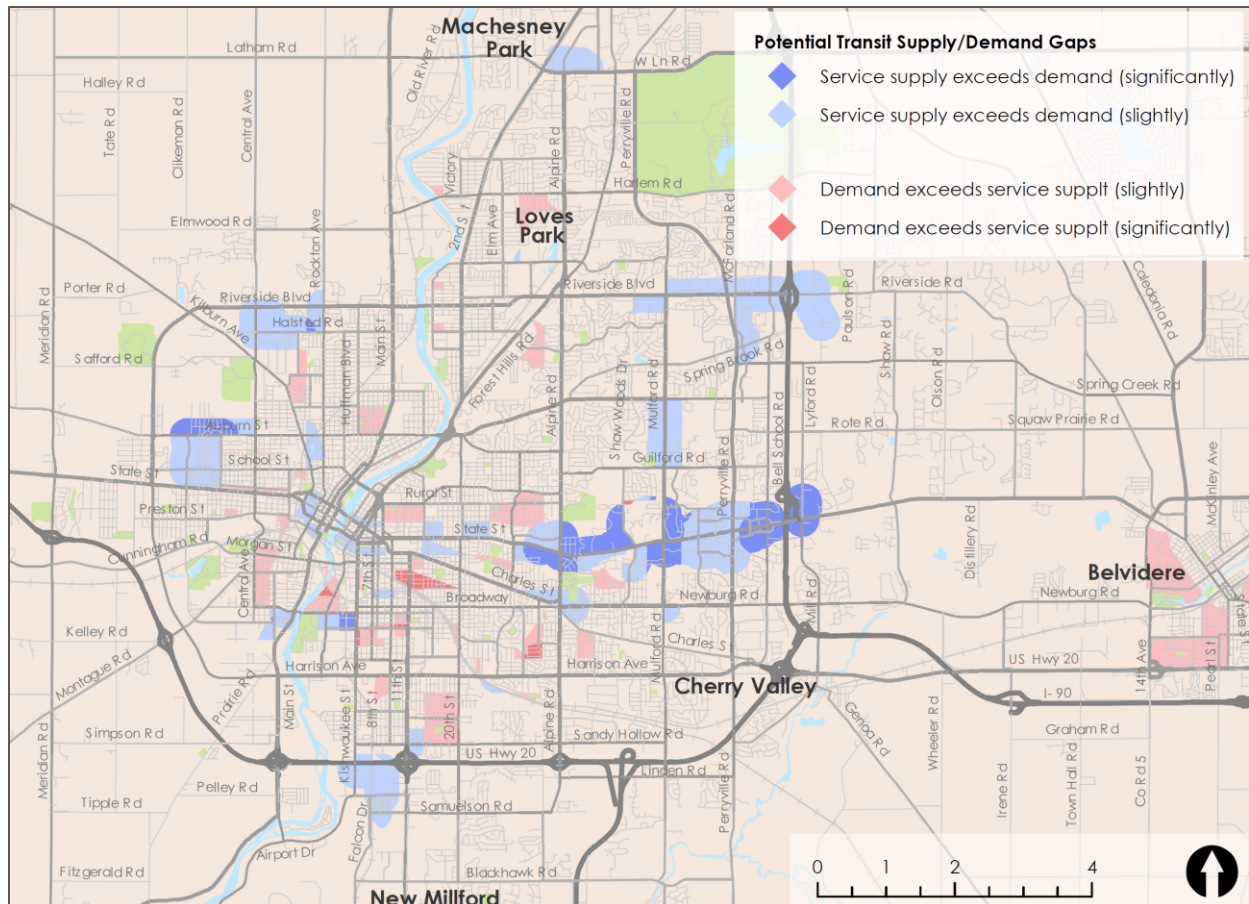 Machesney
Park
Latham Rd
Old River Rd
W Ln Rd
Halley Rd
Tate Rd
Clikeman Rd
Central Ave
Perryville Rd
Alpine Rd
Victory
Harlem Rd
Elmwood Rd
Rockton Ave
2nd St
Elm Ave
Loves
Park
McFarland Rd
Potential Transit Supply/Demand Gaps
Service supply exceeds demand (significantly)
Service supply exceeds demand (slightly)
Demand exceeds service supplt (slightly)
Demand exceeds service supplt (significantly)
Porter Rd
Riverside Blvd
Riverside Blvd
Riverside Rd
Paulson Rd
Caledonia Rd
Meridian Rd
Kilburn Ave
Halsted Rd
Main St
Safford Rd
Huffman Blvd
Forest Hills Rd
Shaw Woods Dr
Mulford Rd
Spring Brook Rd
Shaw Rd
Olson Rd
Spring Creek Rd
Lyford Rd
Auburn St
Alpine Rd
Rote Rd
Squaw Prairie Rd
School St
State St
Guilford Rd
Perryville Rd
Bell School Rd
McKinley Ave
Rural St
Preston St
State St
Cunningham Rd
Morgan St
Central Ave
7th St
Charles St
Distillery Rd
Belvidere
Broadway
Newburg Rd
Newburg Rd
Mill Rd
State St
Kelley Rd
Charles St
Montague Rd
Harrison Ave
Harrison Ave
Mulford Rd
US Hwy 20
14th Ave
Pearl St
Cherry Valley
Prairie Rd
Main St
8th St
11th St
I- 90
Simpson Rd
Kishwaukee St
20th St
Alpine Rd
Sandy Hollow Rd
Genoa Rd
Wheeler Rd
Graham Rd
Meridian Rd
US Hwy 20
Linden Rd
Pelley Rd
Tipple Rd
Falcon Dr
Samuelson Rd
Perryville Rd
Irene Rd
Town Hall Rd
Co Rd 5
Airport Dr
Fitzgerald Rd
Blackhawk Rd
New Millford
0 2 4